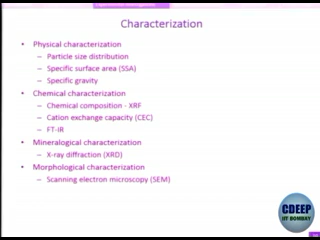 Characterization
• Physical characterization
– Particle size distribution
– Specific surface area (SSA)
– Specific gravity
• Chemical characterization
– Chemical composition - XRF
– Cation exchange capacity (CEC)
– FT-IR
• Mineralogical characterization
– X-ray diffraction (XRD)
• Morphological characterization
– Scanning electron microscopy (SEM)
CDEEP
IIT BOMBAY